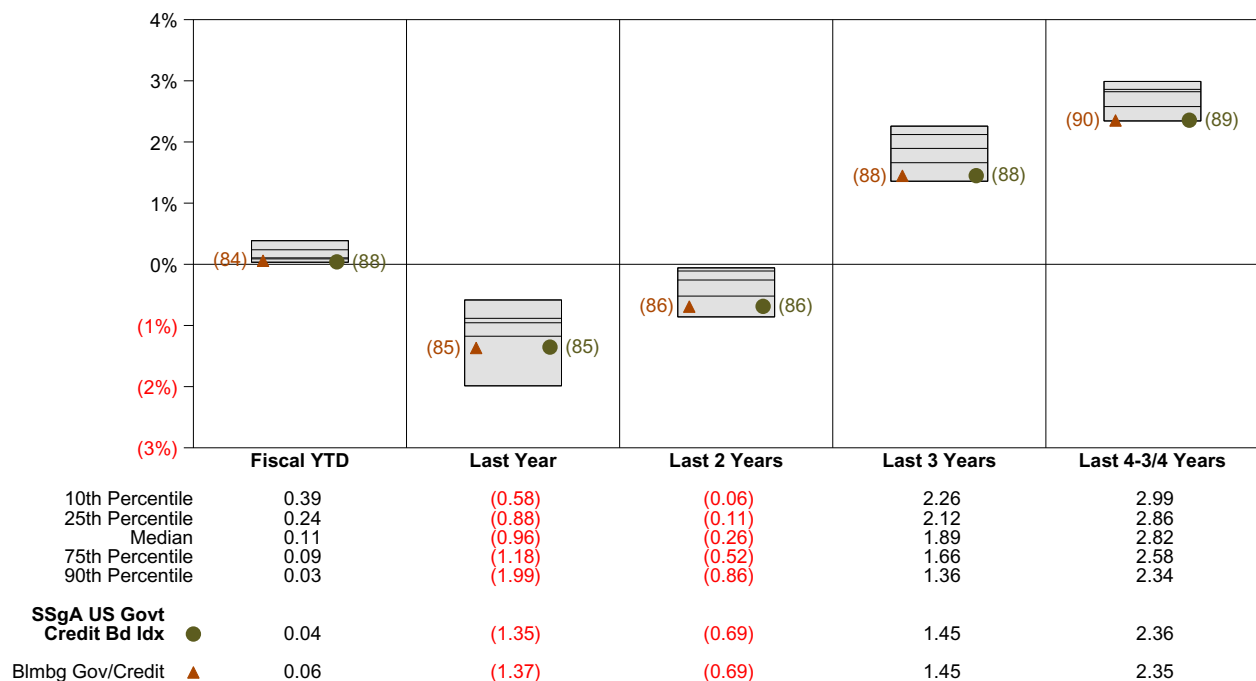 4%
3%
2%
1%
0%
(1%)
(2%)
(3%)
(84) (88)
(85) (85)
(86) (86)
(88) (88)
(90) (89)
Fiscal YTD Last Year Last 2 Years Last 3 Years Last 4-3/4 Years
10th Percentile 0.39 (0.58) (0.06) 2.26 2.99
25th Percentile 0.24 (0.88) (0.11) 2.12 2.86
Median 0.11 (0.96) (0.26) 1.89 2.82
75th Percentile 0.09 (1.18) (0.52) 1.66 2.58
90th Percentile 0.03 (1.99) (0.86) 1.36 2.34
SSgA US Govt
Credit Bd Idx 0.04 (1.35) (0.69) 1.45 2.36
Blmbg Gov/Credit 0.06 (1.37) (0.69) 1.45 2.35